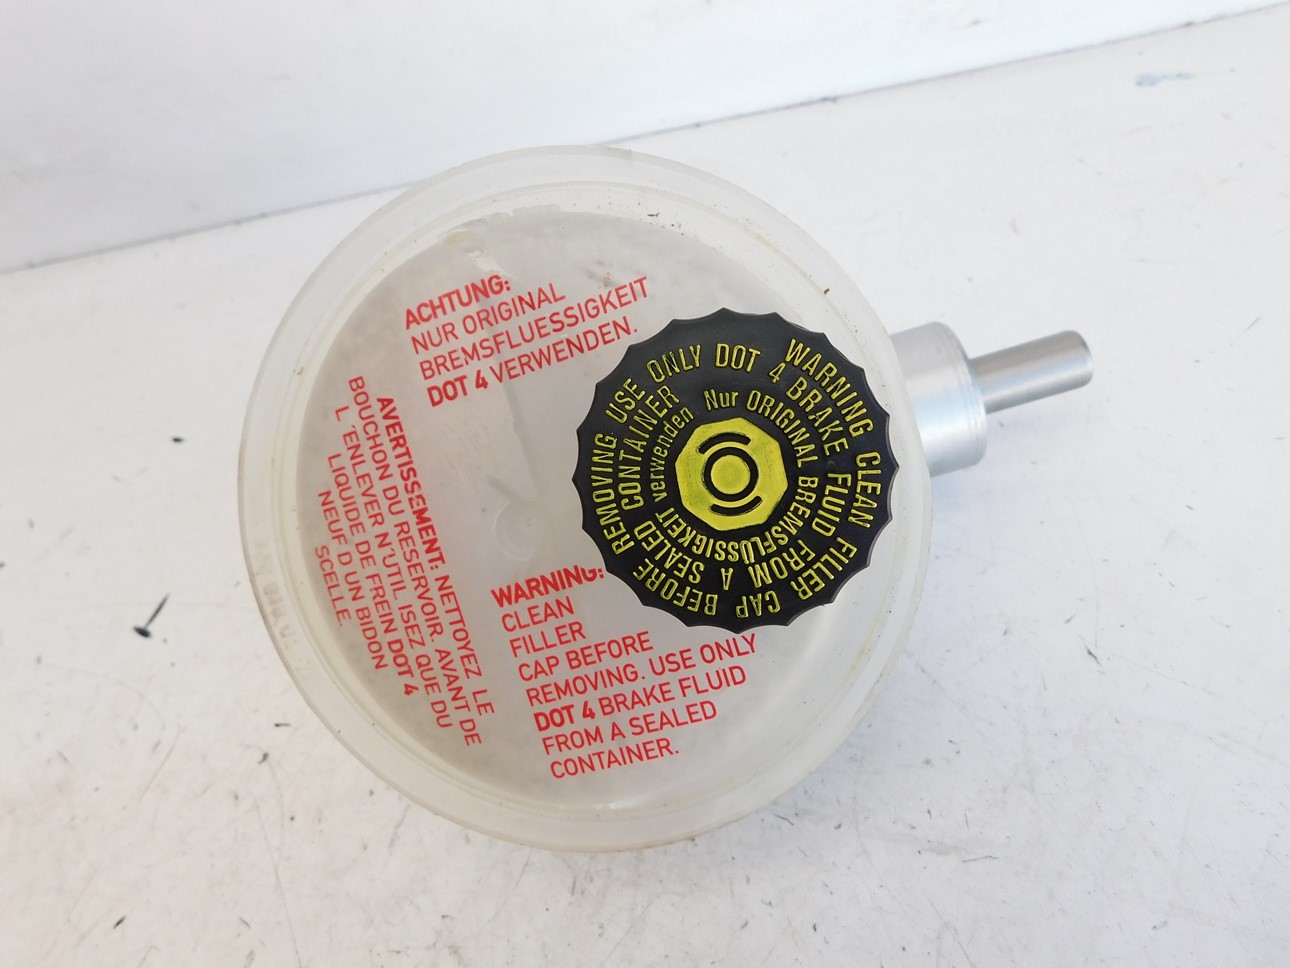 ACHTUNG:
NUR ORIGINAL
BREMSFLUESSIGKEIT
DOT 4 VERWENDEN.
AVERTISSEMENT: NETTOYEZ LE
BOUCHON DU RESERVOIR. AVANT DE
L 'ENLEVER N'UTIL ISEZ QUE DU
LIQUIDE DE FREIN DOT 4
NEUF D UN BIDON
SCELLE.
WARNING:
CLEAN
FILLER
CAP BEFORE
REMOVING. USE ONLY
DOT 4 BRAKE FLUID
FROM A SEALED
CONTAINER.
WARNING CLEAN FILLER CAP BEFORE REMOVING USE ONLY DOT
4 BRAKE FLUID FROM A SEALED CONTAINER
Nur ORIGINAL BREMSFLÜSSIGKEIT verwenden